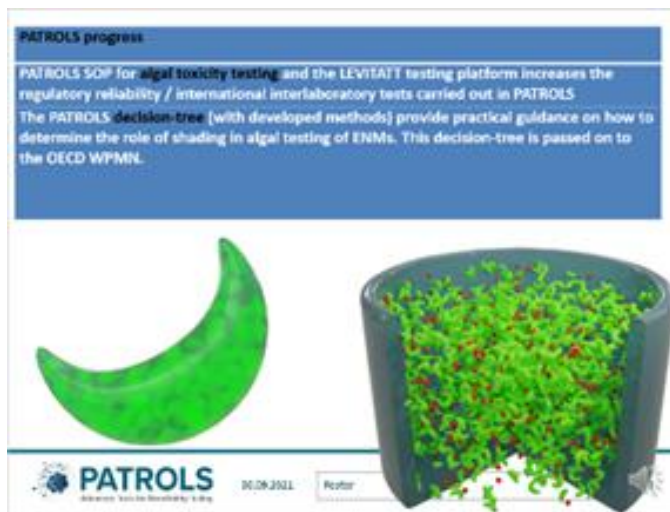 PATROLS progress
PATROLS SOP for algal toxicity testing and the LEVITATT testing platform increases the
regulatory reliability / international interlaboratory tests carried out in PATROLS
The PATROLS decision-tree (with developed methods) provide practical guidance on how to
determine the role of shading in algal testing of ENMs. This decision-tree is passed on to
the OECD WPMN.
PATROLS
30.09.2021